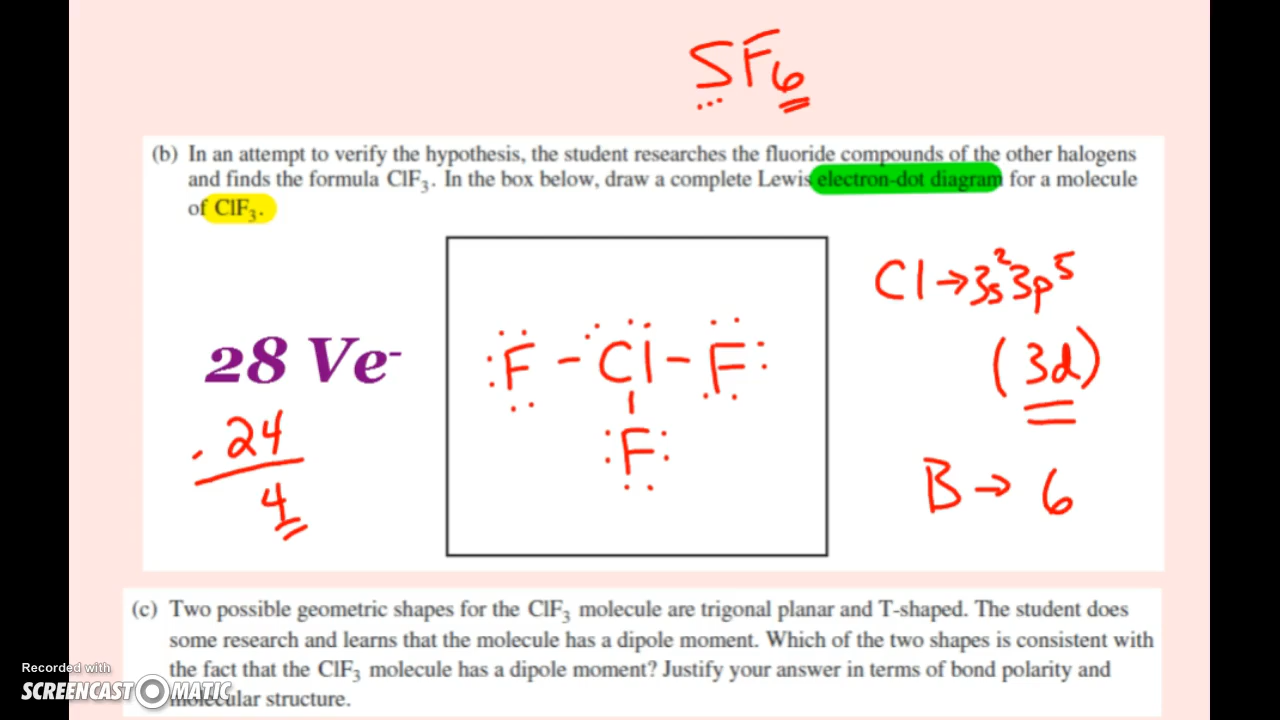 SF₆
(b) In an attempt to verify the hypothesis, the student researches the fluoride compounds of the other halogens
and finds the formula ClF₃. In the box below, draw a complete Lewis electron-dot diagram for a molecule
of ClF₃.
Cl → 3s² 3p⁵
28 Ve⁻
F – Cl – F
(3d)
F
- 24
4
B → 6
(c) Two possible geometric shapes for the ClF₃ molecule are trigonal planar and T-shaped. The student does
some research and learns that the molecule has a dipole moment. Which of the two shapes is consistent with
the fact that the ClF₃ molecule has a dipole moment? Justify your answer in terms of bond polarity and
molecular structure.
Recorded with
SCREENCAST-O-MATIC